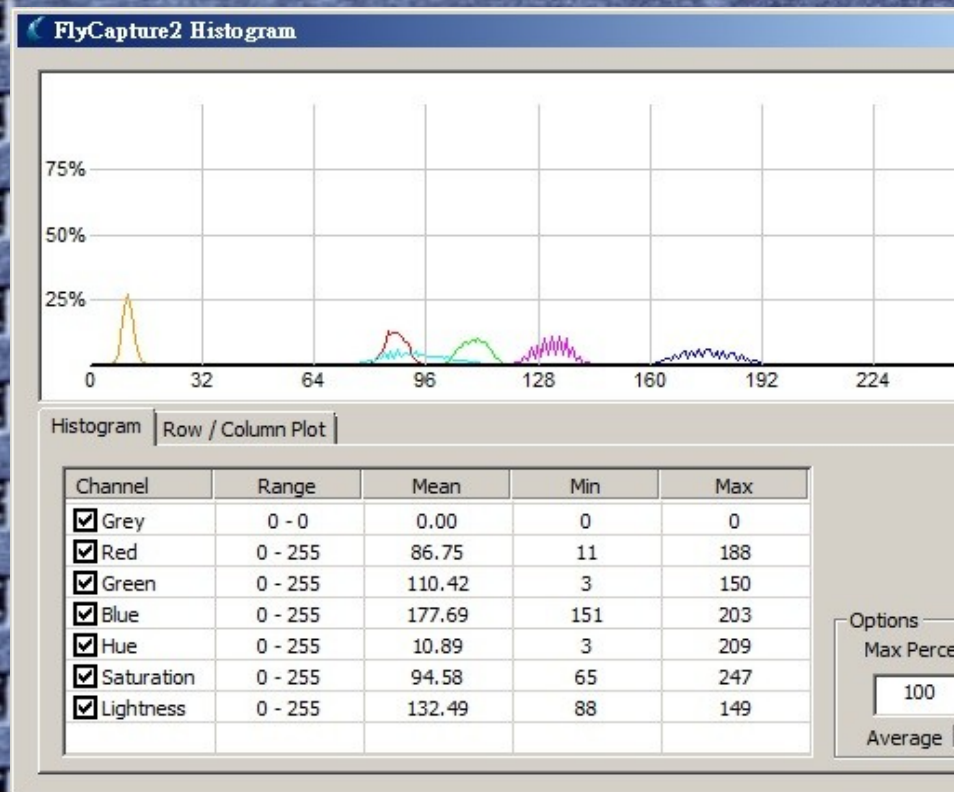 FlyCapture2 Histogram
75%
50%
25%
0 32 64 96 128 160 192 224
Histogram Row / Column Plot
Channel Range Mean Min Max
Grey 0 - 0 0.00 0 0
Red 0 - 255 86.75 11 188
Green 0 - 255 110.42 3 150
Blue 0 - 255 177.69 151 203
Hue 0 - 255 10.89 3 209
Saturation 0 - 255 94.58 65 247
Lightness 0 - 255 132.49 88 149
Options
Max Perce
100
Average